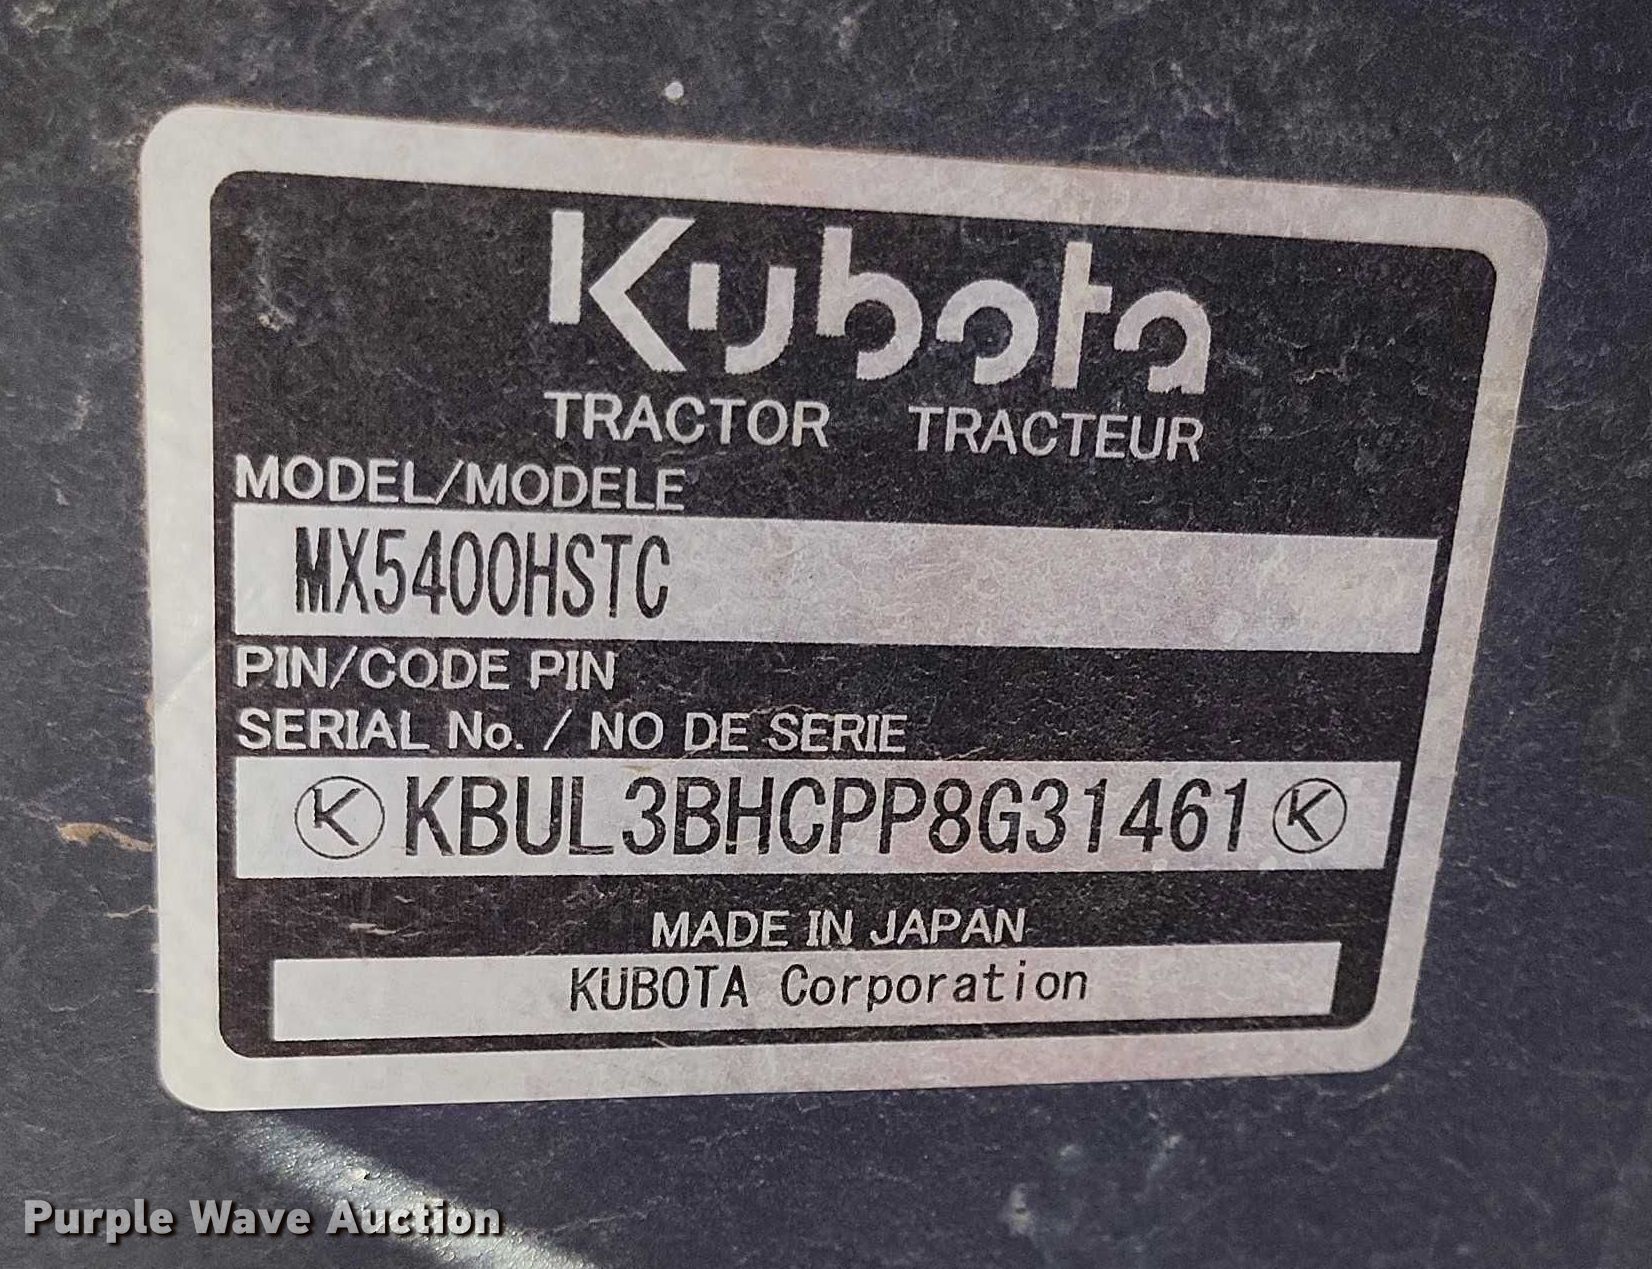 Kubota
TRACTOR TRACTEUR
MODEL/MODELE
MX5400HSTC
PIN/CODE PIN
SERIAL No. / NO DE SERIE
K KBUL3BHCPP8G31461 K
MADE IN JAPAN
KUBOTA Corporation
Purple Wave Auction